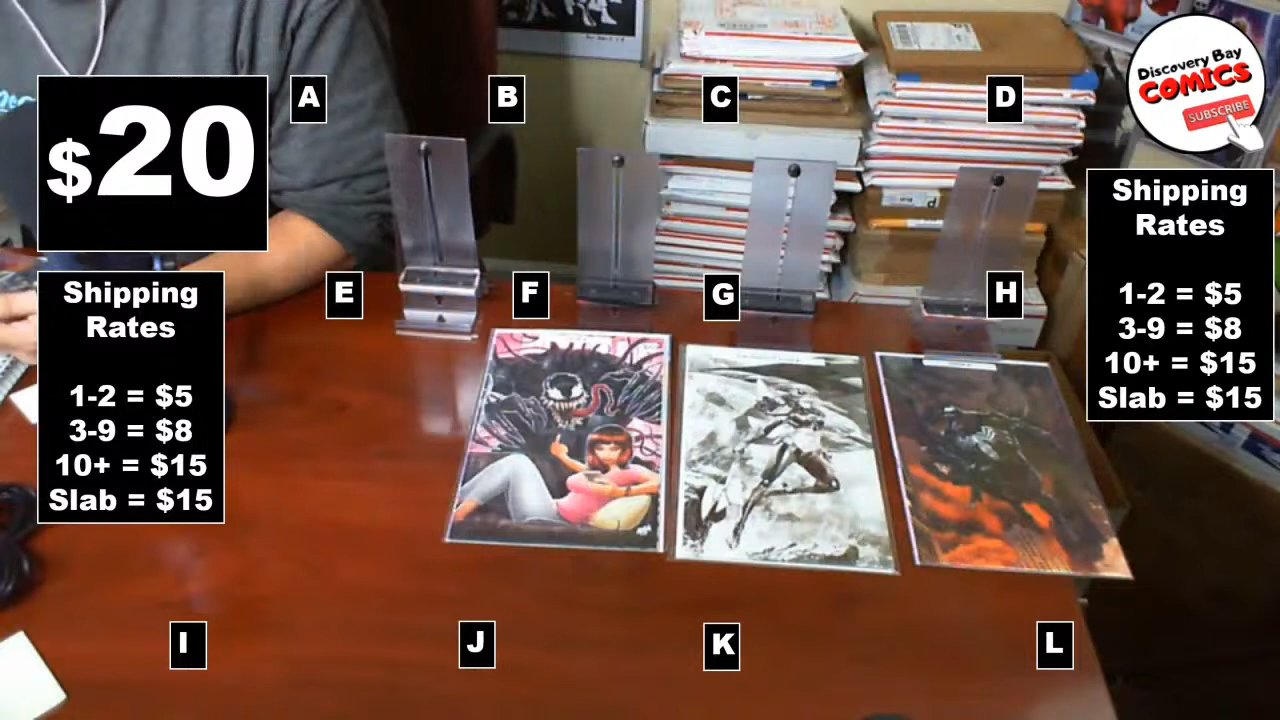 Discovery Bay
COMICS
SUBSCRIBE
$20
A
B
C
D
Shipping
Rates
1-2 = $5
3-9 = $8
10+ = $15
Slab = $15
E
F
G
H
Shipping
Rates
1-2 = $5
3-9 = $8
10+ = $15
Slab = $15
I
J
K
L